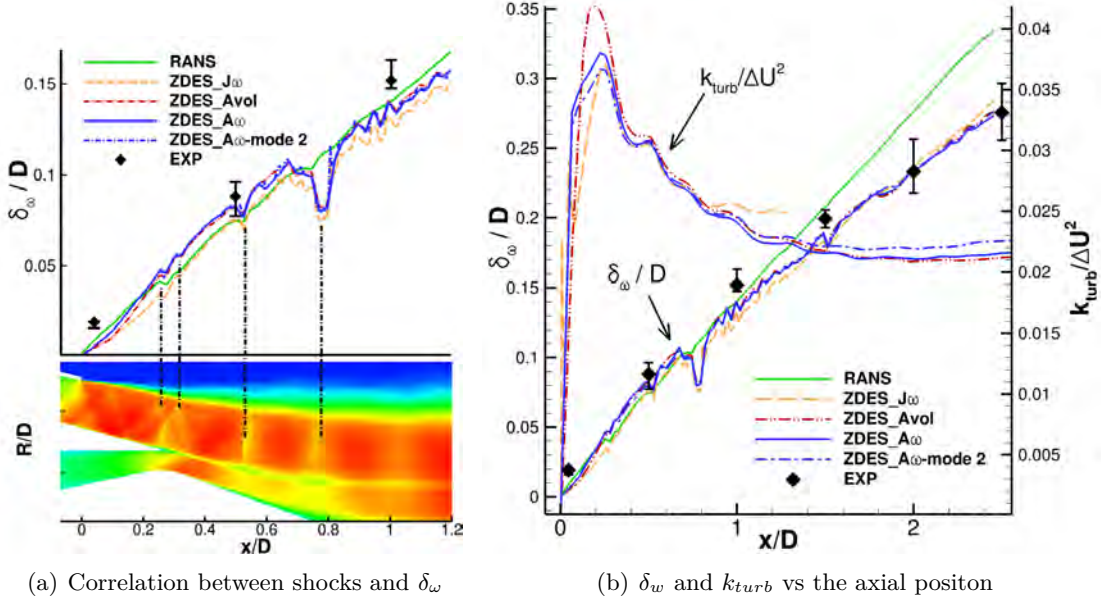 RANS
ZDES_Jω
ZDES_Avol
ZDES_Aω
ZDES_Aω-mode 2
EXP
0.15
0.1
0.05
δω / D
R/D
0 0.2 0.4 0.6 0.8 1 1.2
x/D
(a) Correlation between shocks and δω
0.35
0.3
0.25
0.2
0.15
0.1
0.05
0
δω / D
kturb/ΔU²
δω / D
RANS
ZDES_Jω
ZDES_Avol
ZDES_Aω
ZDES_Aω-mode 2
EXP
0.04
0.035
0.03
0.025
0.02
0.015
0.01
0.005
kturb/ΔU²
0 1 2
x/D
(b) δw and kturb vs the axial positon